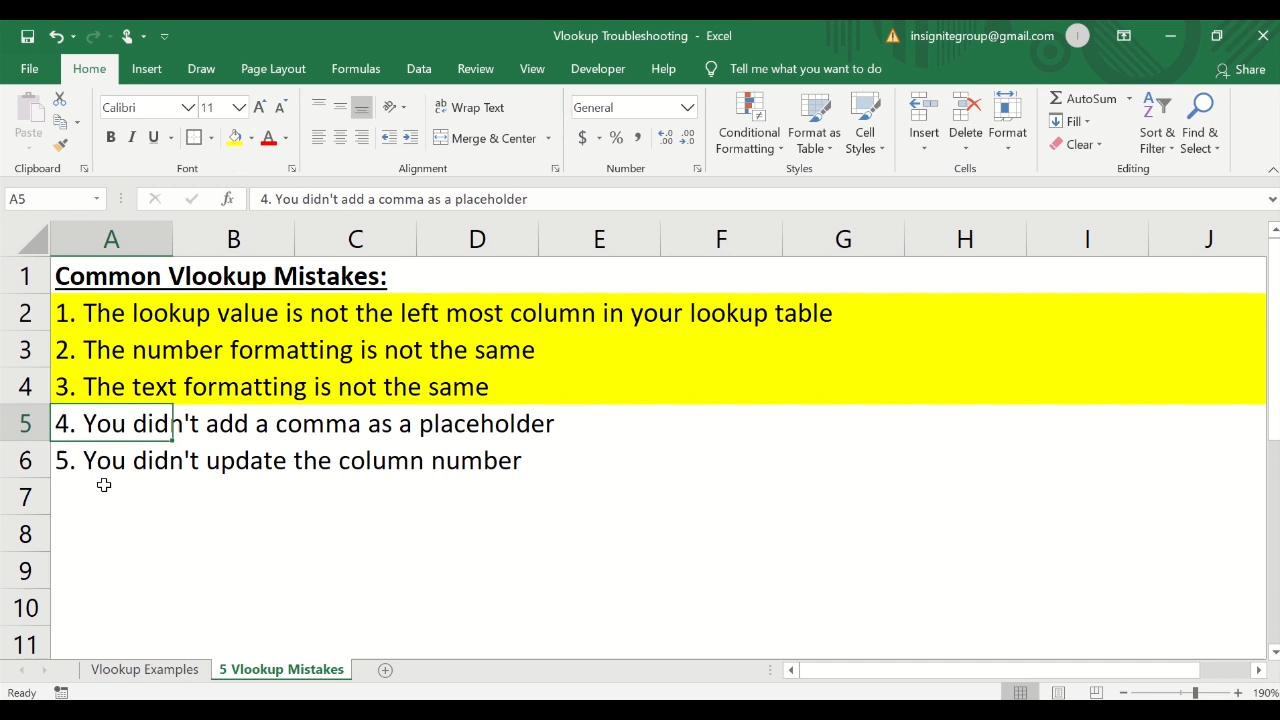 Vlookup Troubleshooting - Excel
insignitegroup@gmail.com
I
File Home Insert Draw Page Layout Formulas Data Review View Developer Help Tell me what you want to do
Share
Paste
Clipboard
Calibri 11
B I U A
Font
ab Wrap Text
Merge & Center
Alignment
General
$ % , .00 .00
Number
Conditional Formatting
Format as Table
Cell Styles
Styles
Insert
Delete
Format
Cells
AutoSum
Fill
Clear
Sort & Filter
Find & Select
Editing
A5
fx
4. You didn't add a comma as a placeholder
A B C D E F G H I J
1 Common Vlookup Mistakes:
2 1. The lookup value is not the left most column in your lookup table
3 2. The number formatting is not the same
4 3. The text formatting is not the same
5 4. You didn't add a comma as a placeholder
6 5. You didn't update the column number
7
8
9
10
11
Vlookup Examples
5 Vlookup Mistakes
Ready
190%